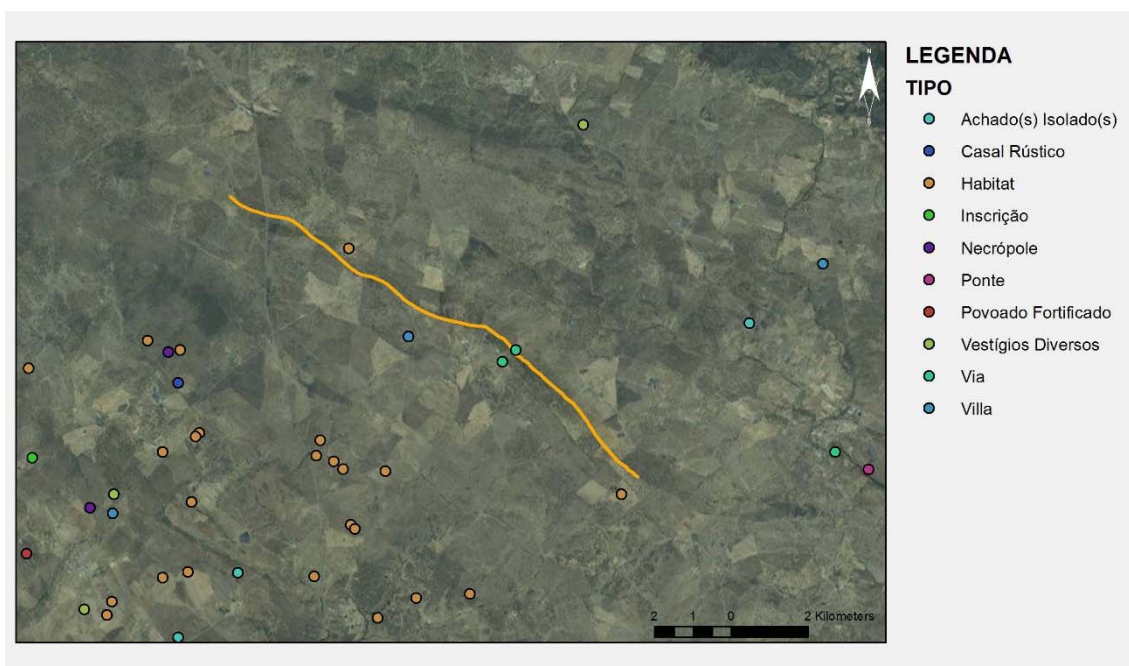 N
S
LEGENDA
TIPO
Achado(s) Isolado(s)
Casal Rústico
Habitat
Inscrição
Necrópole
Ponte
Povoado Fortificado
Vestígios Diversos
Via
Villa
2 1 0 2 Kilometers